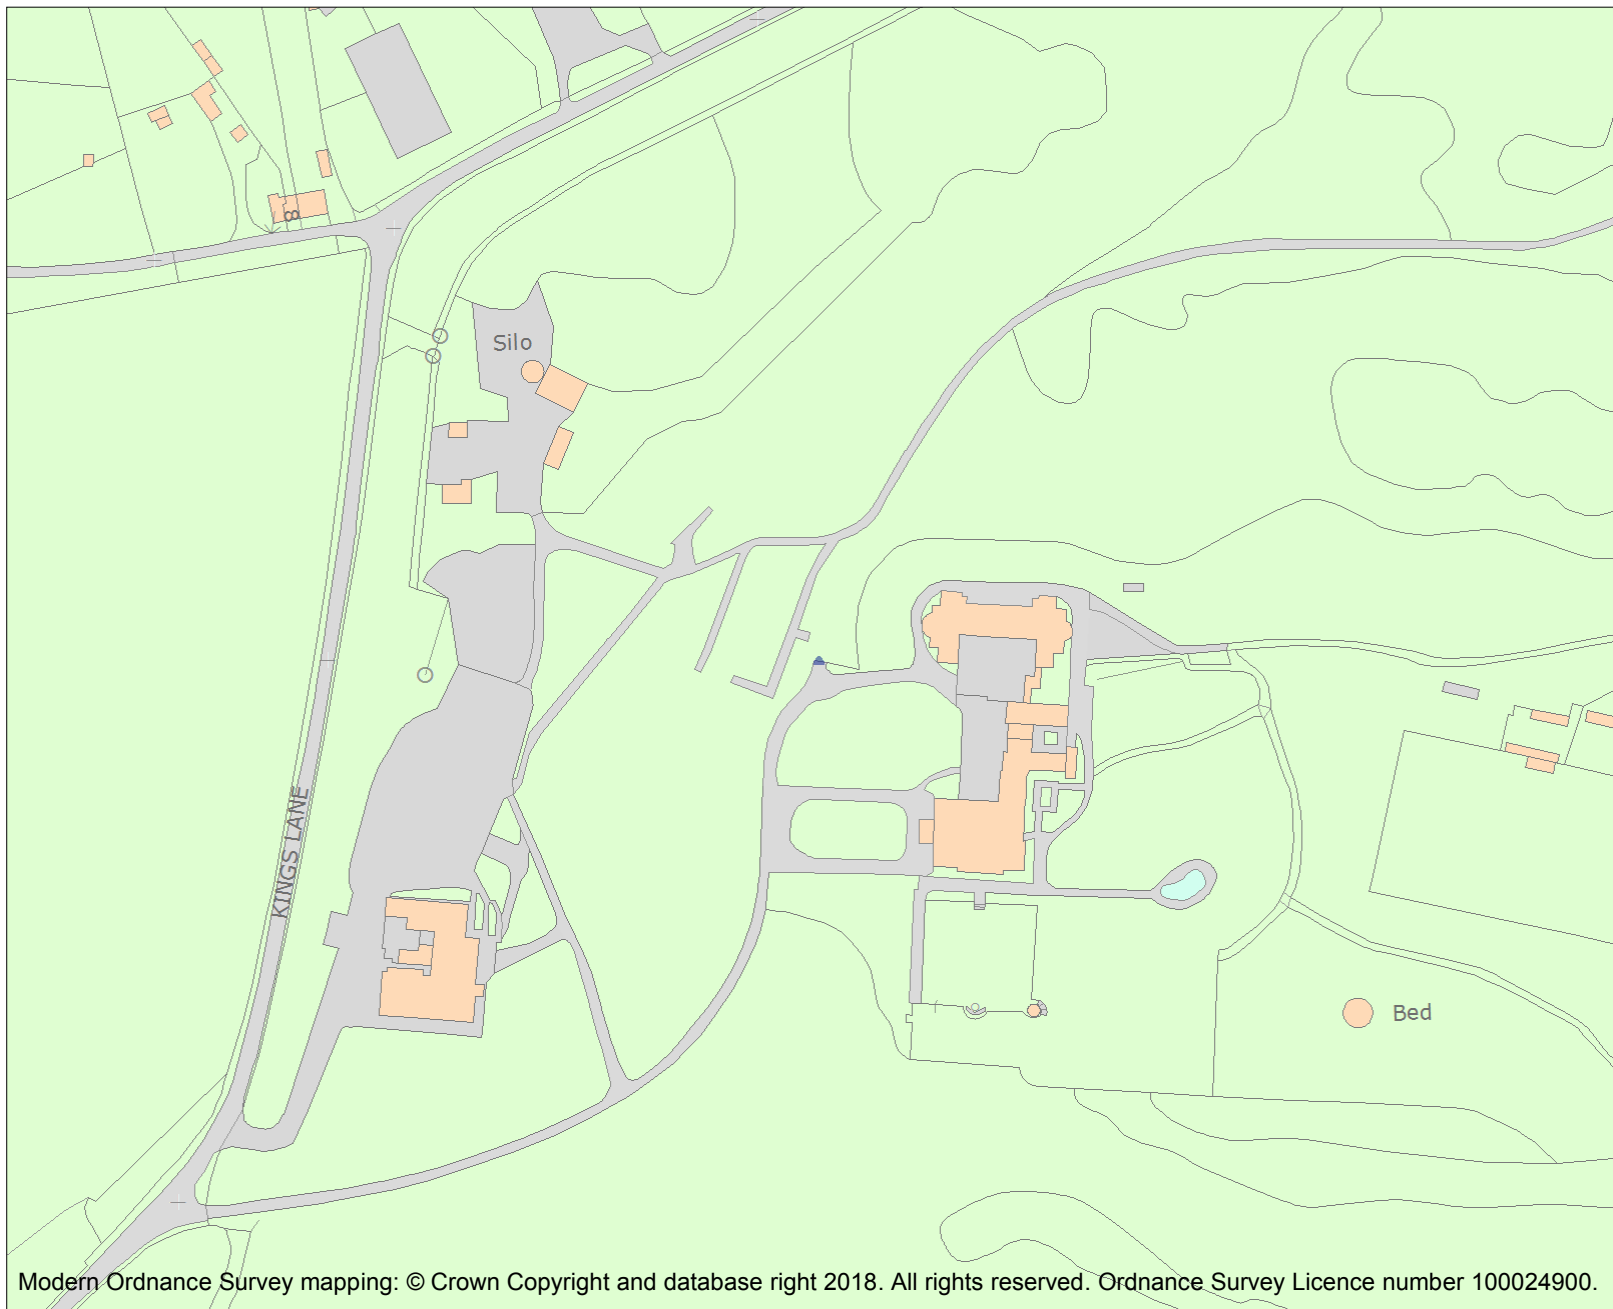 8
Silo
KINGS LANE
Bed
Modern Ordnance Survey mapping: © Crown Copyright and database right 2018. All rights reserved. Ordnance Survey Licence number 100024900.